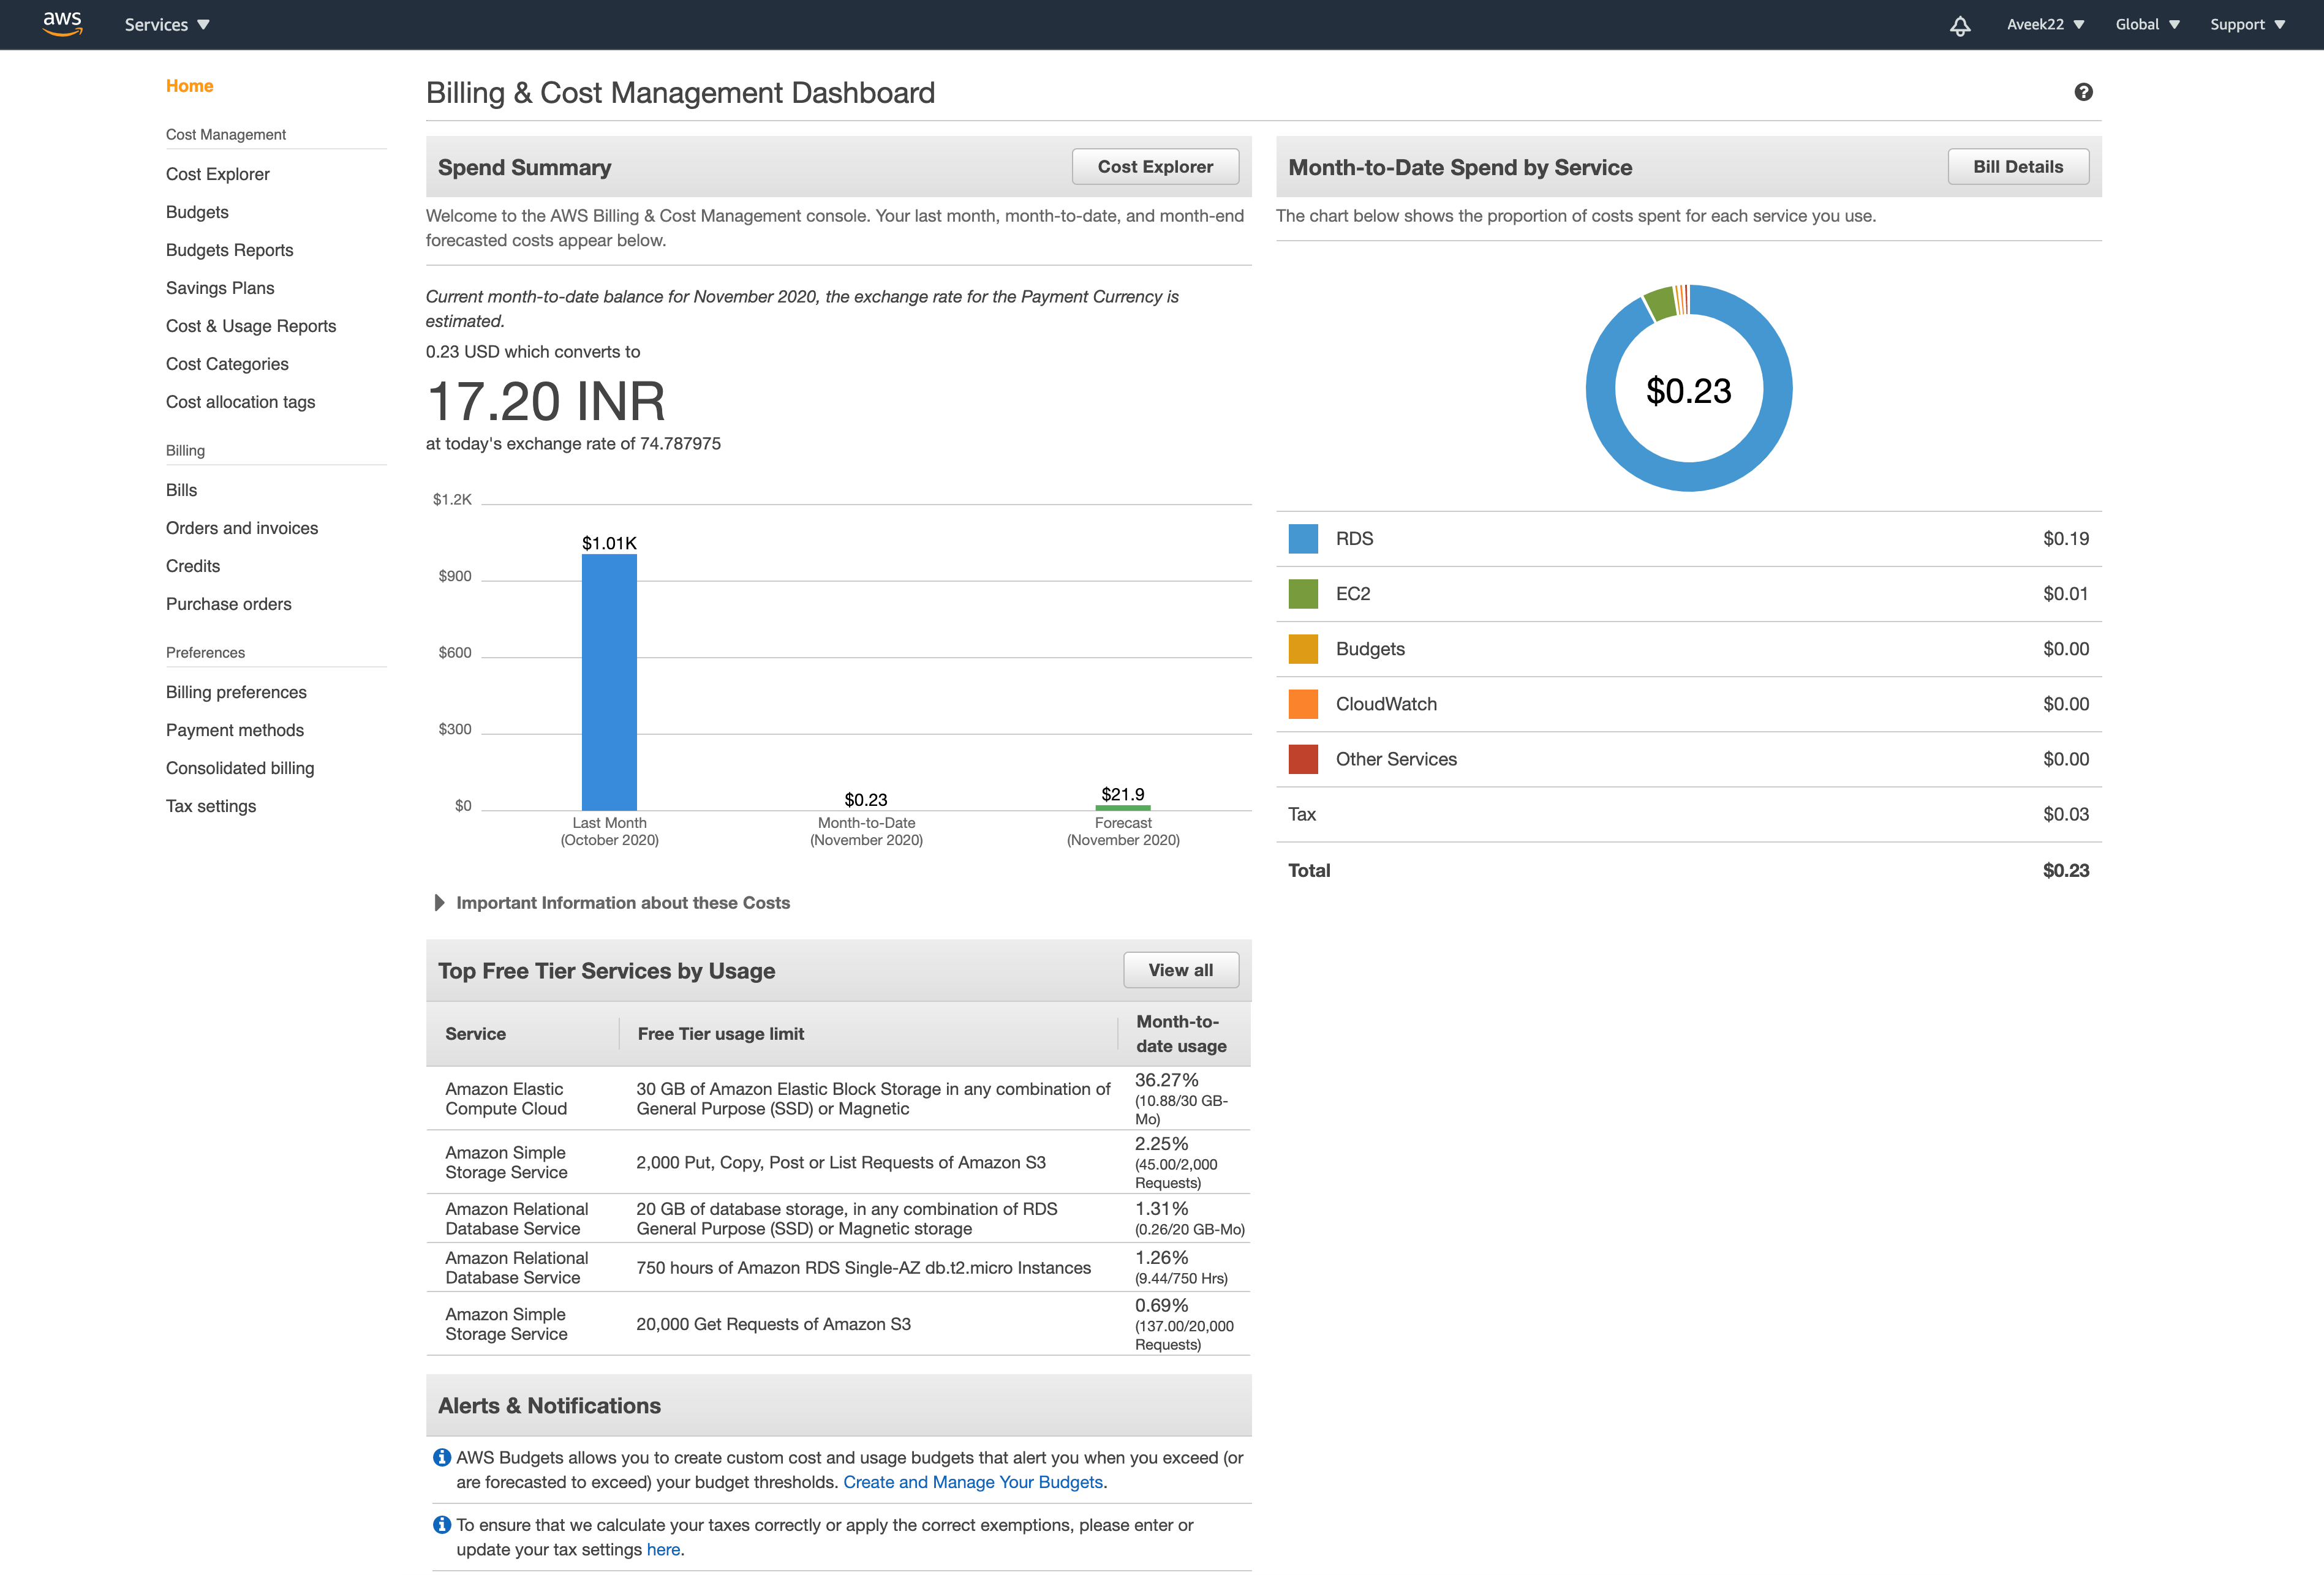 aws
Services
Aveek22
Global
Support
Home
Cost Management
Cost Explorer
Budgets
Budgets Reports
Savings Plans
Cost & Usage Reports
Cost Categories
Cost allocation tags
Billing
Bills
Orders and invoices
Credits
Purchase orders
Preferences
Billing preferences
Payment methods
Consolidated billing
Tax settings
Billing & Cost Management Dashboard
?
Spend Summary
Cost Explorer
Welcome to the AWS Billing & Cost Management console. Your last month, month-to-date, and month-end
forecasted costs appear below.
Current month-to-date balance for November 2020, the exchange rate for the Payment Currency is
estimated.
0.23 USD which converts to
17.20 INR
at today's exchange rate of 74.787975
$1.2K
$900
$600
$300
$0
$1.01K
$0.23
$21.9
Last Month
(October 2020)
Month-to-Date
(November 2020)
Forecast
(November 2020)
Important Information about these Costs
Top Free Tier Services by Usage
View all
Service
Free Tier usage limit
Month-to-
date usage
Amazon Elastic
Compute Cloud
30 GB of Amazon Elastic Block Storage in any combination of
General Purpose (SSD) or Magnetic
36.27%
(10.88/30 GB-
Mo)
Amazon Simple
Storage Service
2,000 Put, Copy, Post or List Requests of Amazon S3
2.25%
(45.00/2,000
Requests)
Amazon Relational
Database Service
20 GB of database storage, in any combination of RDS
General Purpose (SSD) or Magnetic storage
1.31%
(0.26/20 GB-Mo)
Amazon Relational
Database Service
750 hours of Amazon RDS Single-AZ db.t2.micro Instances
1.26%
(9.44/750 Hrs)
Amazon Simple
Storage Service
20,000 Get Requests of Amazon S3
0.69%
(137.00/20,000
Requests)
Alerts & Notifications
AWS Budgets allows you to create custom cost and usage budgets that alert you when you exceed (or
are forecasted to exceed) your budget thresholds. Create and Manage Your Budgets.
To ensure that we calculate your taxes correctly or apply the correct exemptions, please enter or
update your tax settings here.
Month-to-Date Spend by Service
Bill Details
The chart below shows the proportion of costs spent for each service you use.
$0.23
RDS $0.19
EC2 $0.01
Budgets $0.00
CloudWatch $0.00
Other Services $0.00
Tax $0.03
Total $0.23